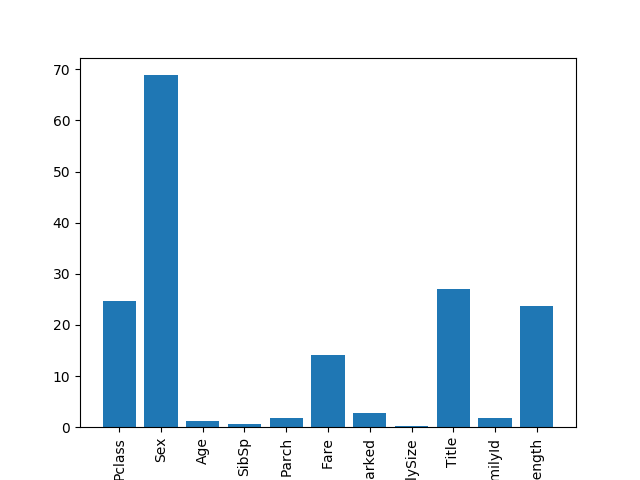 70
60
50
40
30
20
10
0
Pclass
Sex
Age
SibSp
Parch
Fare
arked
lySize
Title
milyId
ength